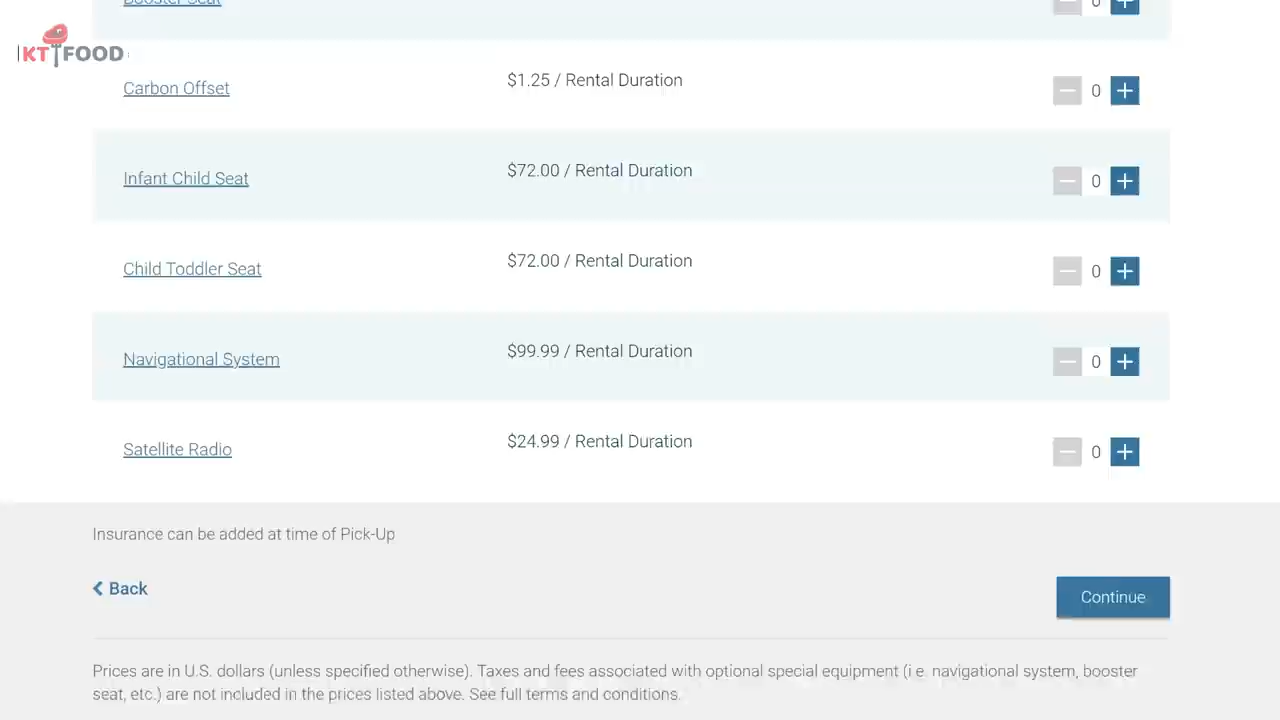 Booster Seat
0
KT FOOD
Carbon Offset
$1.25 / Rental Duration
0
Infant Child Seat
$72.00 / Rental Duration
0
Child Toddler Seat
$72.00 / Rental Duration
0
Navigational System
$99.99 / Rental Duration
0
Satellite Radio
$24.99 / Rental Duration
0
Insurance can be added at time of Pick-Up
Back
Continue
Prices are in U.S. dollars (unless specified otherwise). Taxes and fees associated with optional special equipment (i e. navigational system, booster
seat, etc.) are not included in the prices listed above. See full terms and conditions.